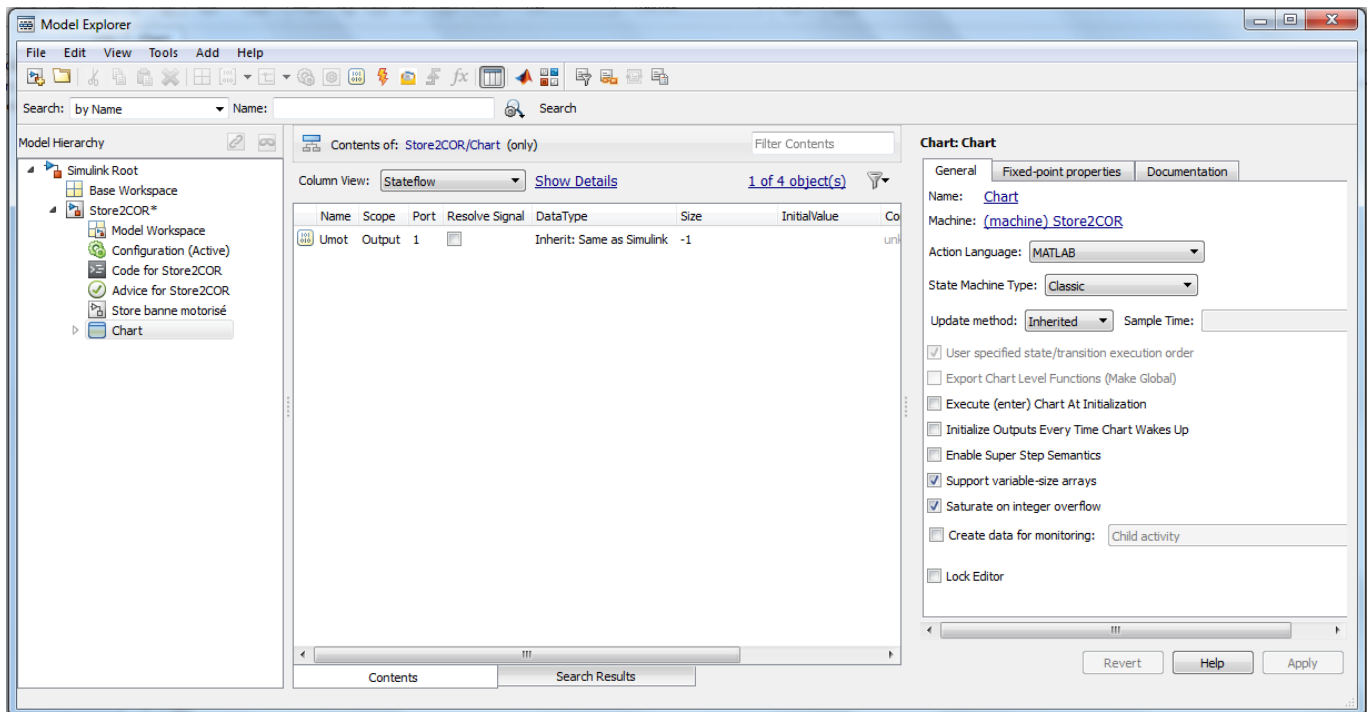 Model Explorer
File Edit View Tools Add Help
Search: by Name Name: Search
Model Hierarchy
Simulink Root
Base Workspace
Store2COR*
Model Workspace
Configuration (Active)
Code for Store2COR
Advice for Store2COR
Store banne motorisé
Chart
Contents of: Store2COR/Chart (only) Filter Contents
Column View: Stateflow Show Details 1 of 4 object(s)
Name Scope Port Resolve Signal DataType Size InitialValue Co
Umot Output 1 Inherit: Same as Simulink -1 unk
Contents Search Results
Chart: Chart
General Fixed-point properties Documentation
Name: Chart
Machine: (machine) Store2COR
Action Language: MATLAB
State Machine Type: Classic
Update method: Inherited Sample Time:
User specified state/transition execution order
Export Chart Level Functions (Make Global)
Execute (enter) Chart At Initialization
Initialize Outputs Every Time Chart Wakes Up
Enable Super Step Semantics
Support variable-size arrays
Saturate on integer overflow
Create data for monitoring: Child activity
Lock Editor
Revert Help Apply